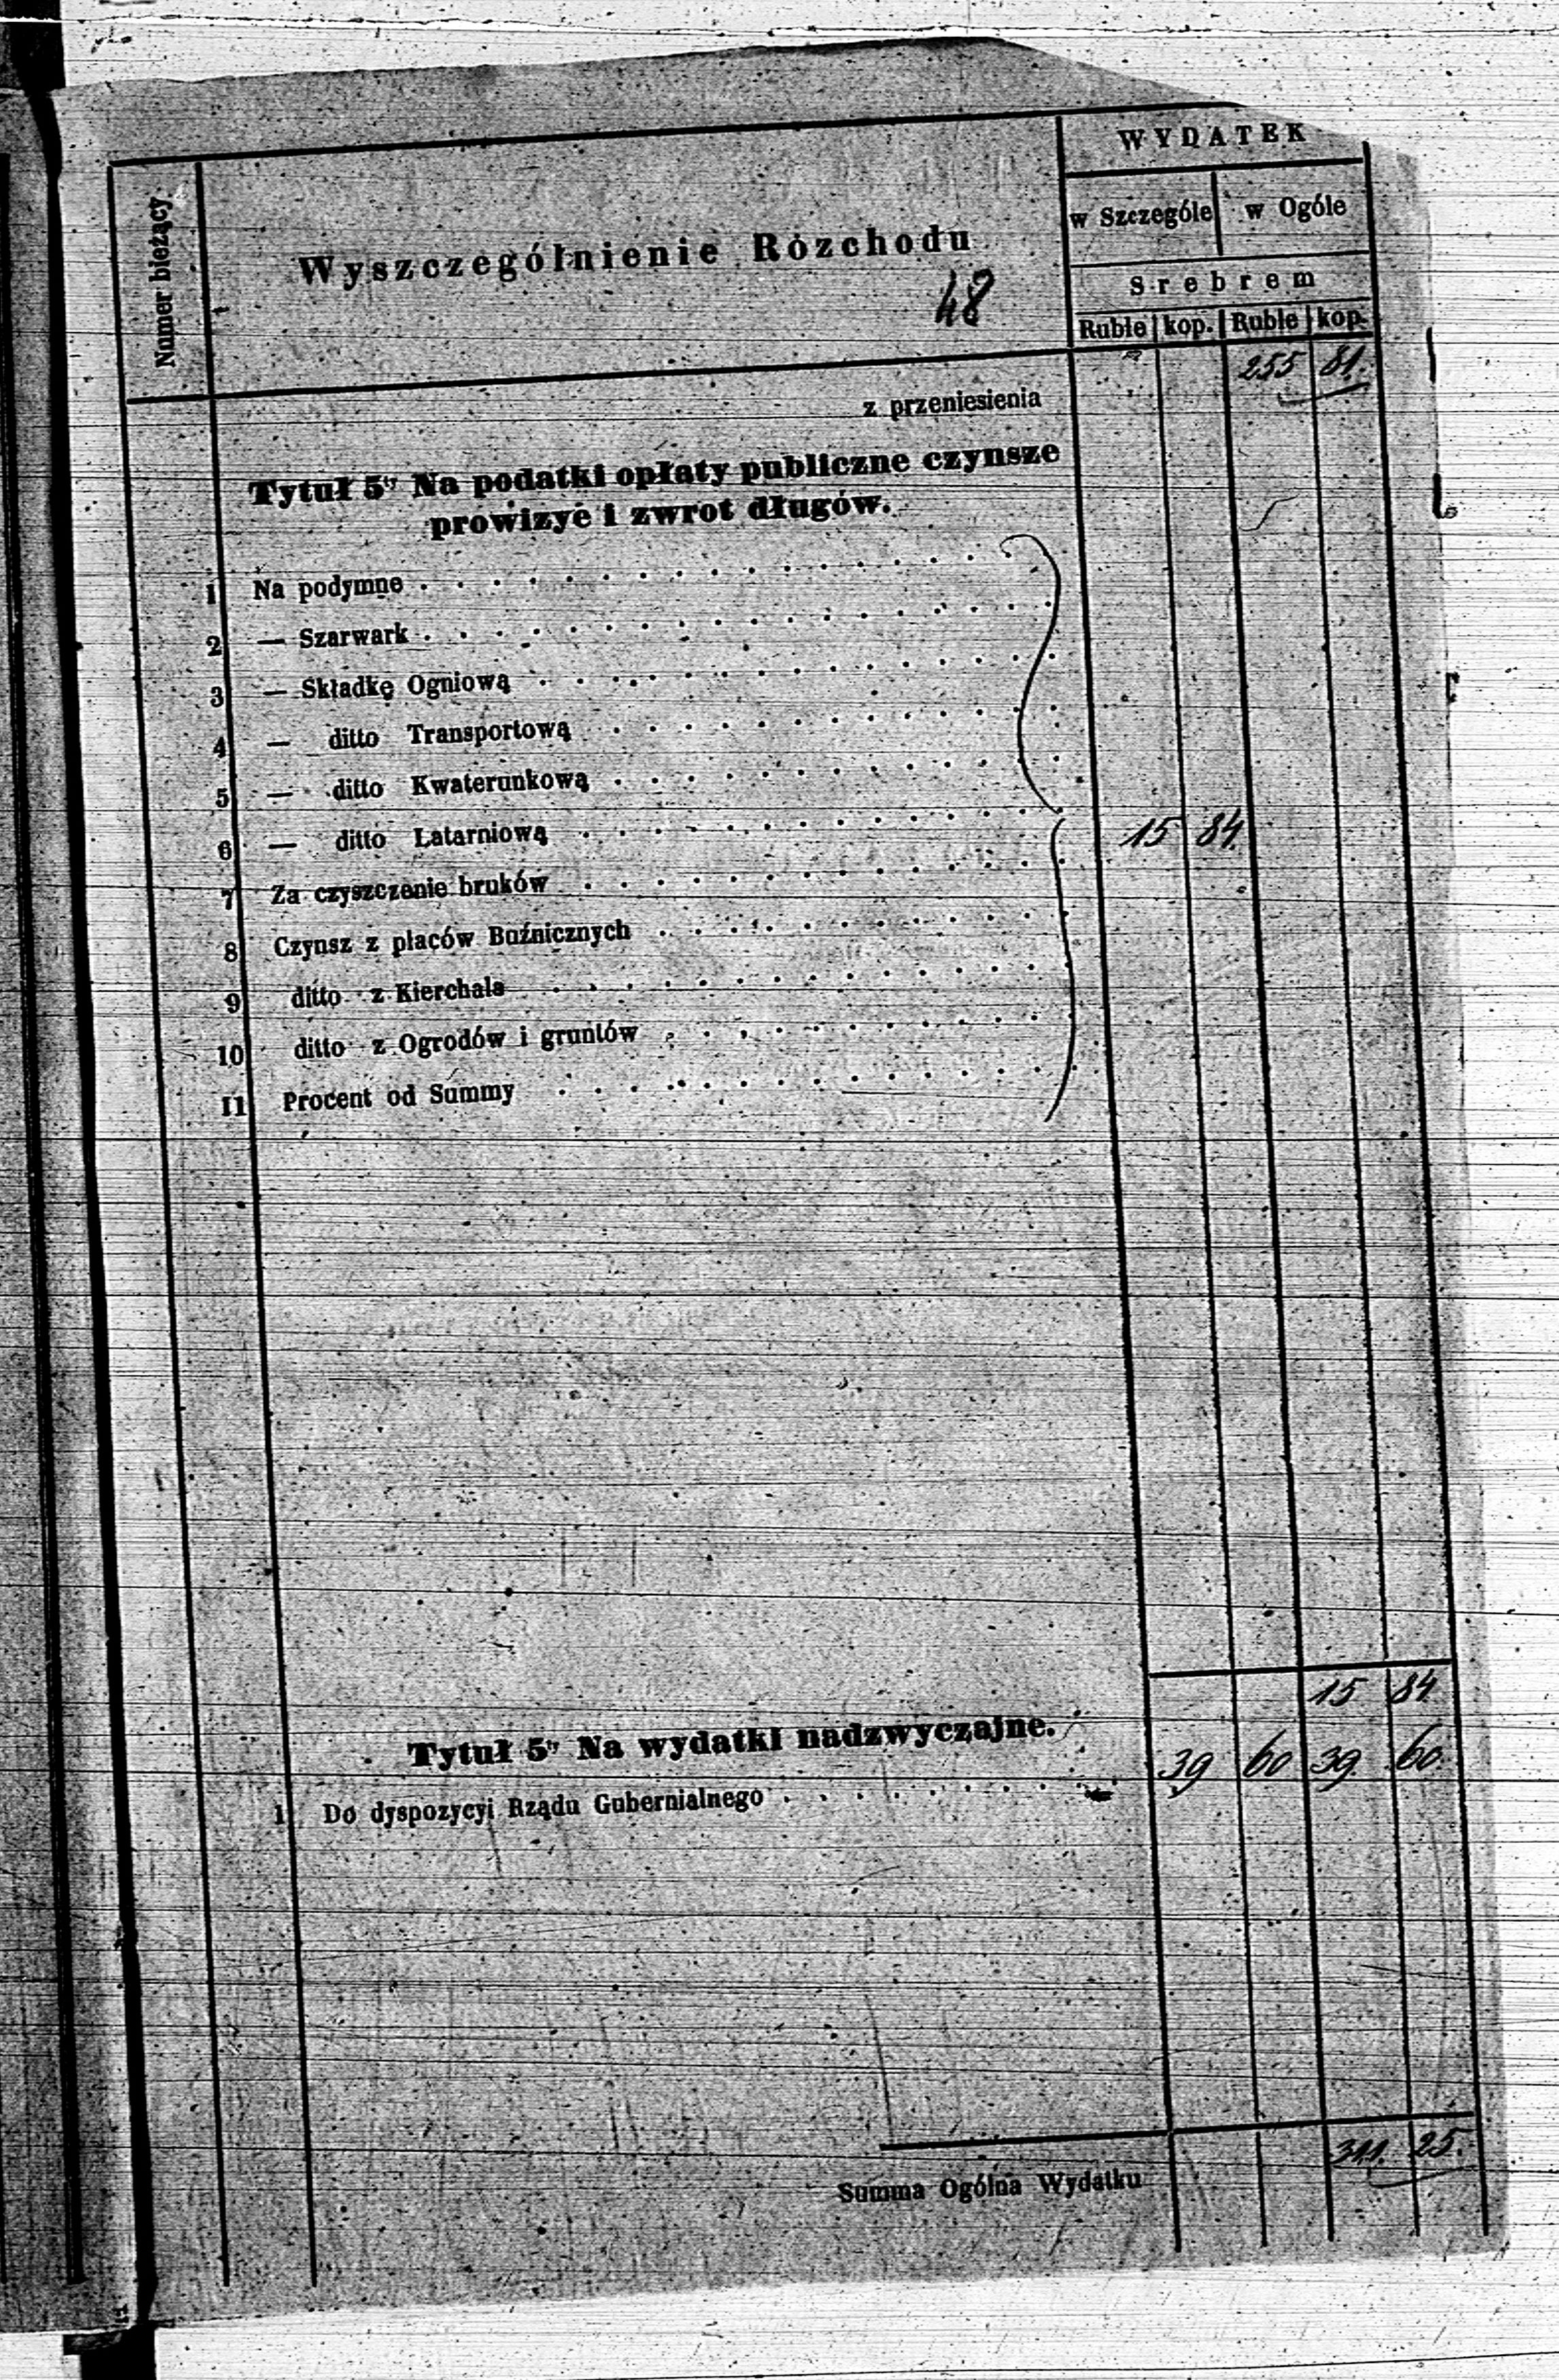 WYDATEK
Numer bieżący
Wyszczególnienie Rozchodu
w Szczególe w Ogóle
48
Srebrem
Ruble kop. Ruble kop.
255 81.
z przeniesienia
Tytuł 5ty Na podatki opłaty publiczne czynsze
prowizye i zwrot długów.
1 Na podymne
2 — Szarwark
3 — Składkę Ogniową
4 — ditto Transportową
5 — ditto Kwaterunkową
6 — ditto Latarniową 15 84.
7 Za czyszczenie bruków
8 Czynsz z placów Bużnicznych
9 ditto z Kierchala
10 ditto z Ogrodów i gruntów
11 Procent od Summy
15 84
Tytuł 5ty Na wydatki nadzwyczajne.
1 Do dyspozycyi Rządu Gubernialnego 39 60 39 60.
Summa Ogólna Wydatku 311. 25.